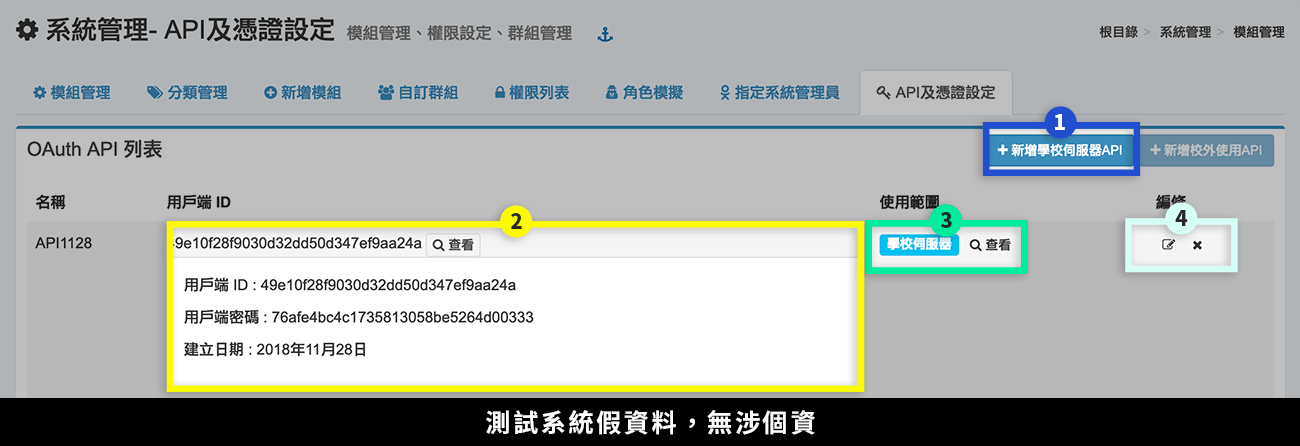 系統管理- API及憑證設定 模組管理、權限設定、群組管理 根目錄 > 系統管理 > 模組管理
模組管理 分類管理 新增模組 自訂群組 權限列表 角色模擬 指定系統管理員 API及憑證設定
1
OAuth API 列表 +新增學校伺服器API +新增校外使用API
名稱 用戶端 ID 使用範圍 編修
2 3 4
API1128 49e10f28f9030d32dd50d347ef9aa24a 查看 學校伺服器 查看
用戶端 ID : 49e10f28f9030d32dd50d347ef9aa24a
用戶端密碼 : 76afe4bc4c1735813058be5264d00333
建立日期 : 2018年11月28日
測試系統假資料，無涉個資